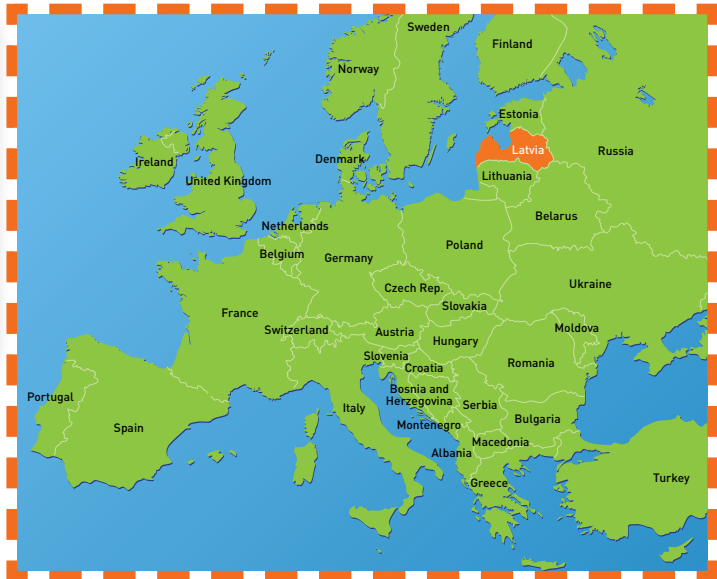 Sweden
Finland
Norway
Estonia
Latvia
Russia
Denmark
Ireland
United Kingdom
Lithuania
Belarus
Netherlands
Poland
Belgium
Germany
Czech Rep.
Ukraine
Slovakia
France
Switzerland
Austria
Moldova
Hungary
Slovenia
Croatia
Romania
Bosnia and
Herzegovina
Portugal
Italy
Serbia
Spain
Montenegro
Bulgaria
Macedonia
Albania
Greece
Turkey